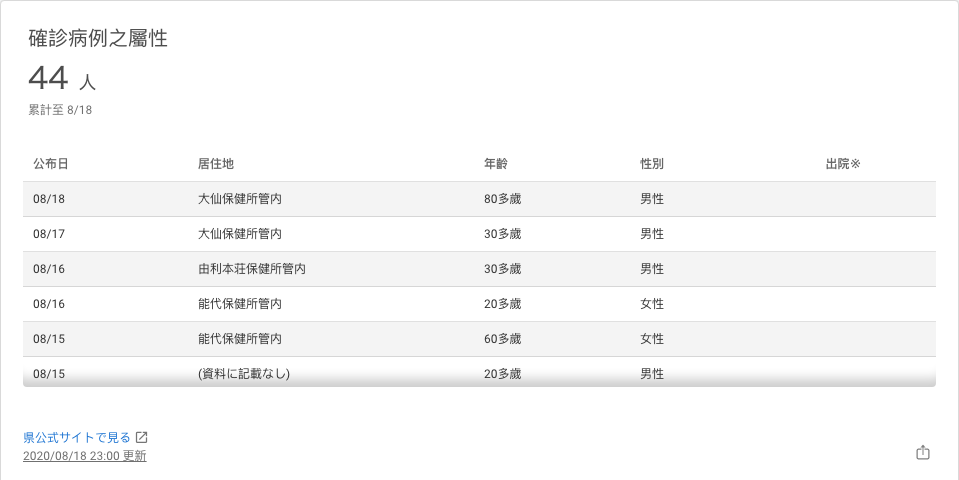 確診病例之屬性
44 人
累計至 8/18
公布日 居住地 年齡 性別 出院※
08/18 大仙保健所管内 80多歲 男性
08/17 大仙保健所管内 30多歲 男性
08/16 由利本荘保健所管内 30多歲 男性
08/16 能代保健所管内 20多歲 女性
08/15 能代保健所管内 60多歲 女性
08/15 (資料に記載なし) 20多歲 男性
県公式サイトで見る
2020/08/18 23:00 更新